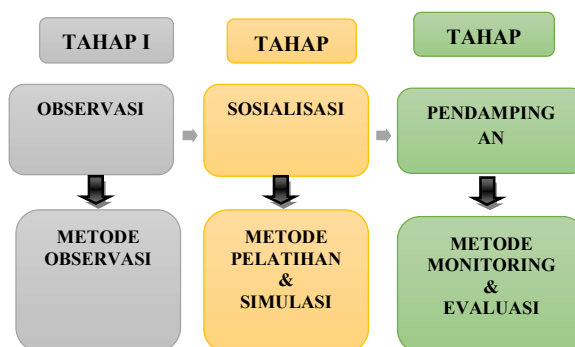 TAHAP I
TAHAP
TAHAP
OBSERVASI
SOSIALISASI
PENDAMPING
AN
METODE
OBSERVASI
METODE
PELATIHAN
&
SIMULASI
METODE
MONITORING
&
EVALUASI